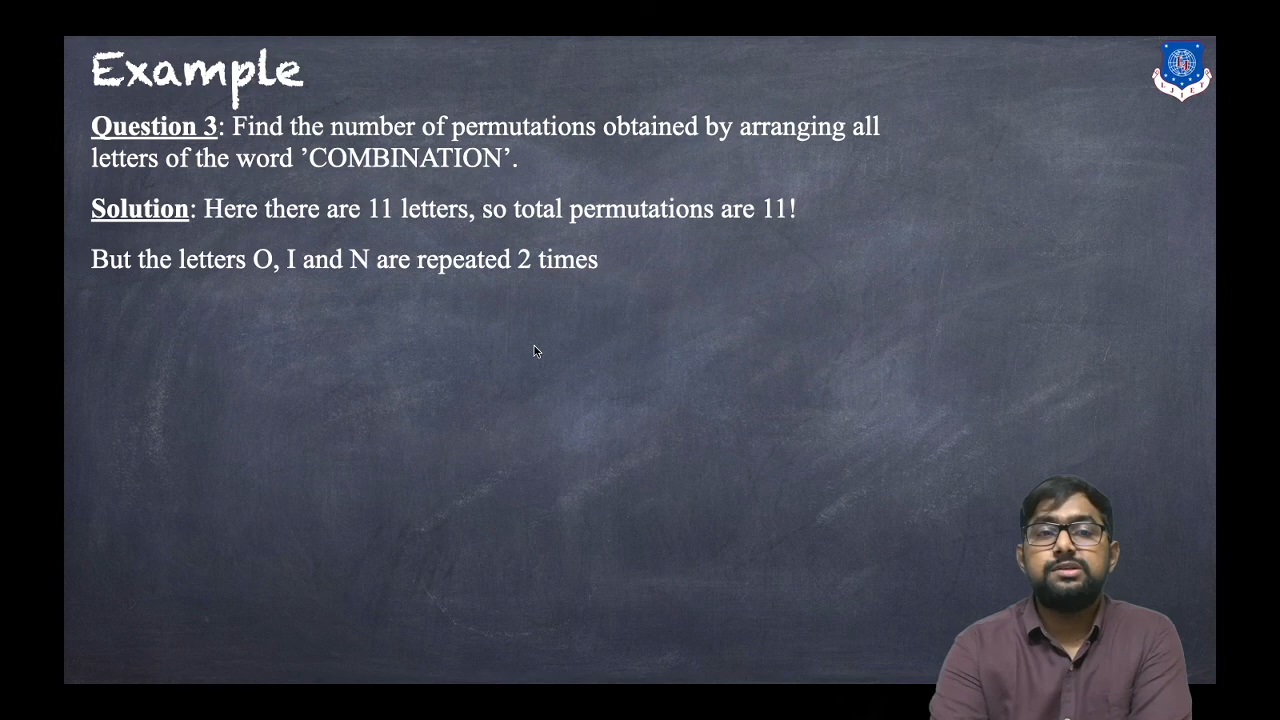 Example
Question 3: Find the number of permutations obtained by arranging all
letters of the word ’COMBINATION’.
Solution: Here there are 11 letters, so total permutations are 11!
But the letters O, I and N are repeated 2 times